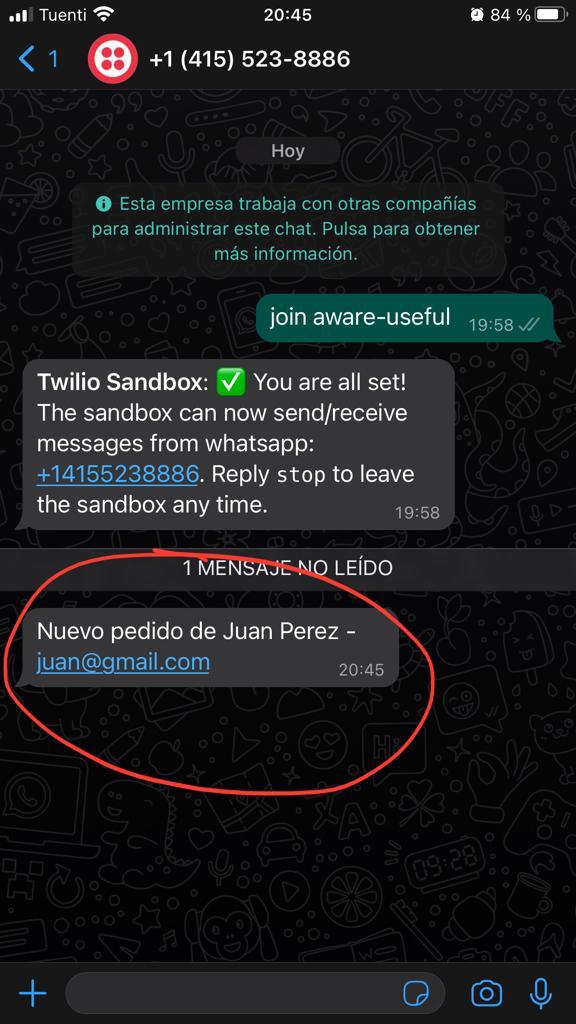 Tuenti 20:45 84 %
1 +1 (415) 523-8886
Hoy
Esta empresa trabaja con otras compañías
para administrar este chat. Pulsa para obtener
más información.
join aware-useful 19:58
Twilio Sandbox: ✅ You are all set!
The sandbox can now send/receive
messages from whatsapp:
+14155238886. Reply stop to leave
the sandbox any time. 19:58
1 MENSAJE NO LEÍDO
Nuevo pedido de Juan Perez -
juan@gmail.com 20:45
Hi
09:28